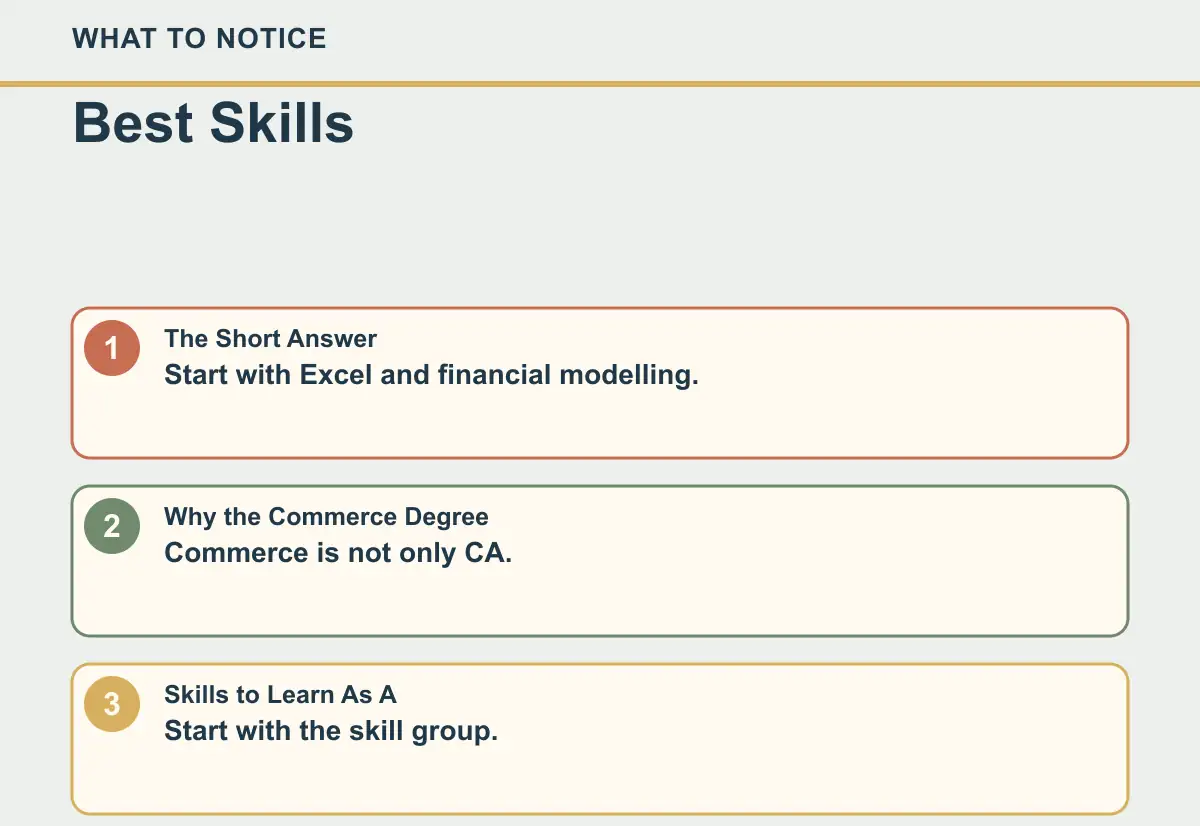 WHAT TO NOTICE
Best Skills
1
The Short Answer
Start with Excel and financial modelling.
2
Why the Commerce Degree
Commerce is not only CA.
3
Skills to Learn As A
Start with the skill group.